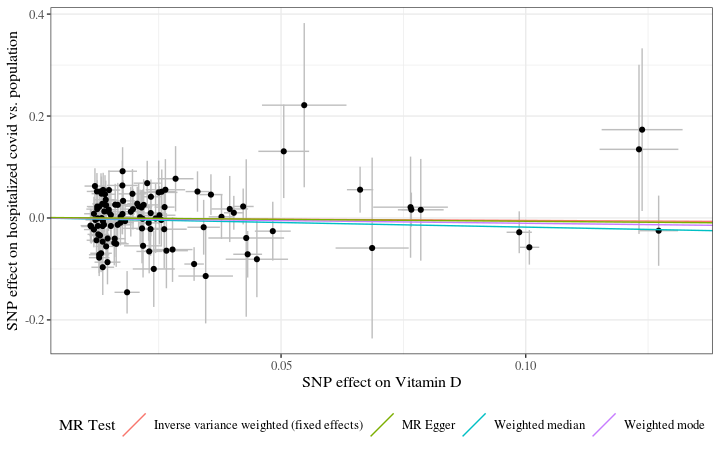 0.4
0.2
0.0
-0.2
SNP effect on hospitalized covid vs. population
0.05
0.10
SNP effect on Vitamin D
MR Test
Inverse variance weighted (fixed effects)
MR Egger
Weighted median
Weighted mode